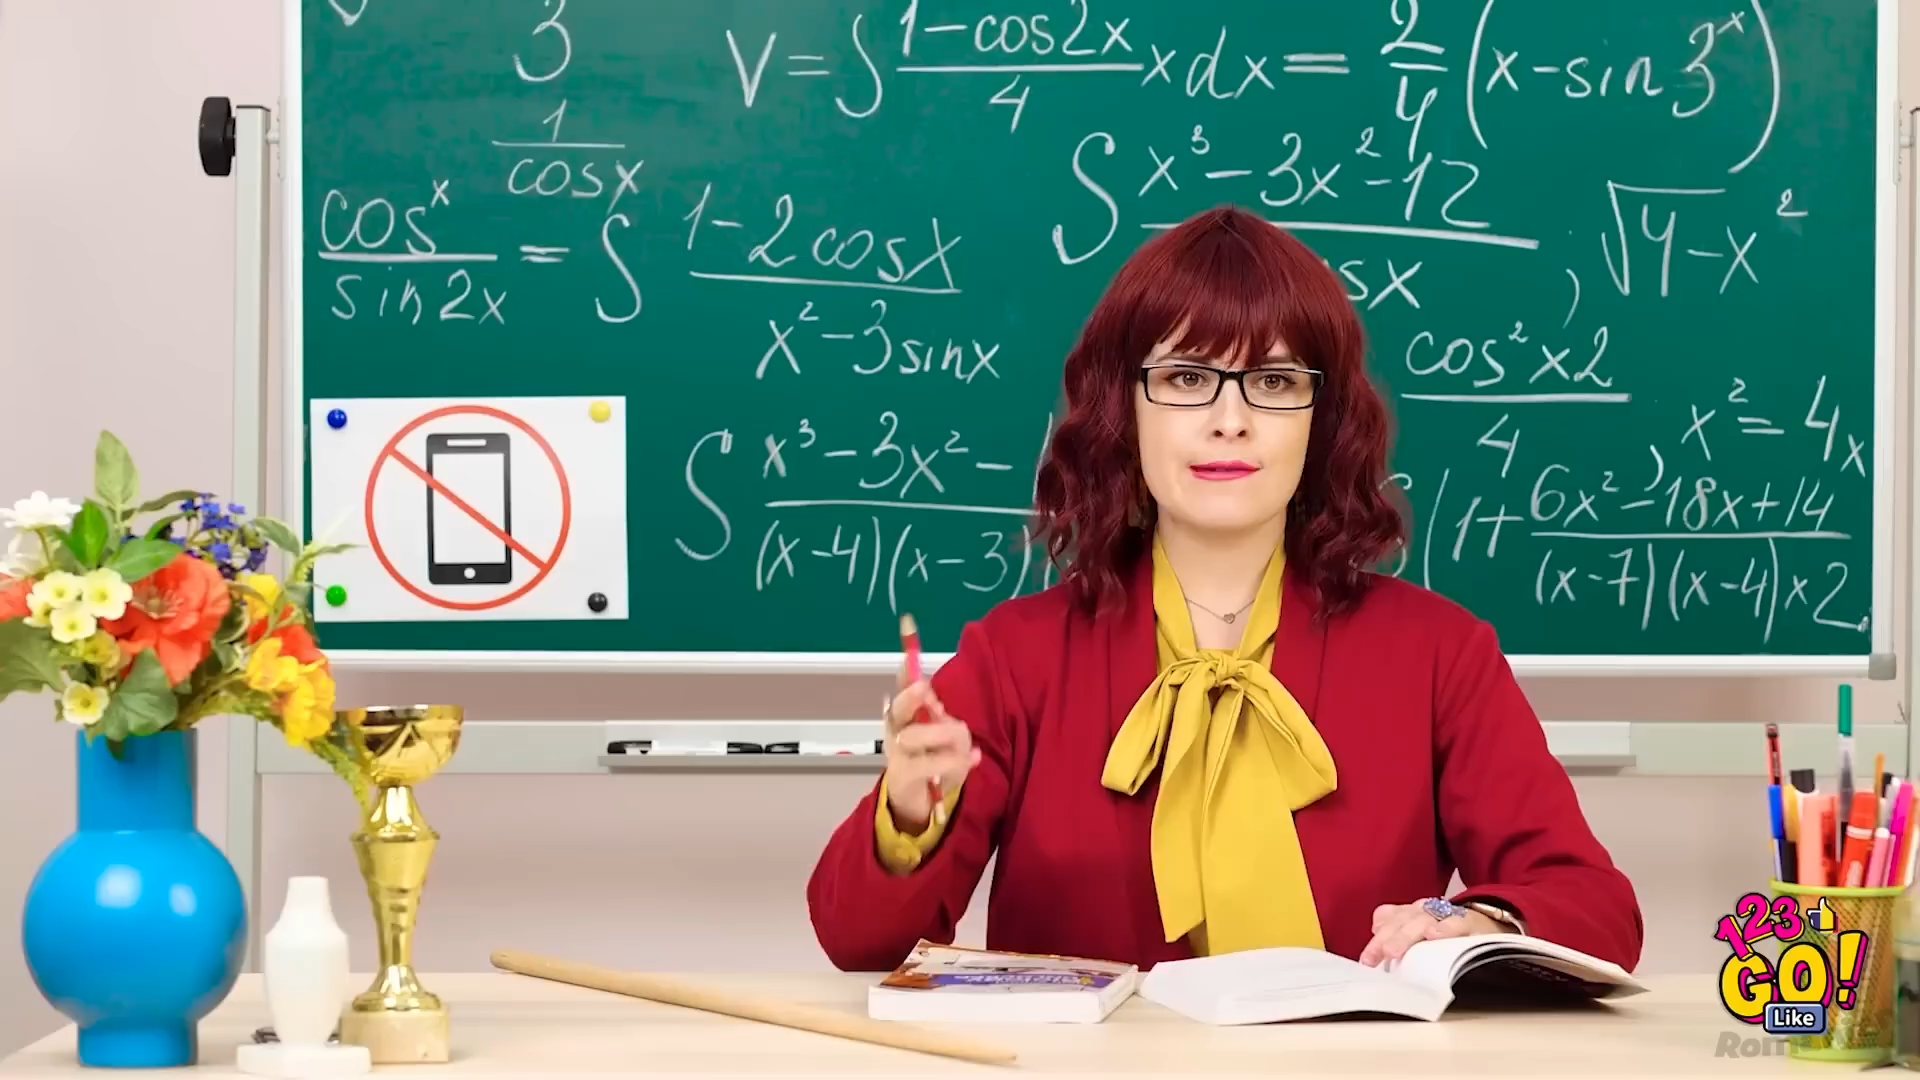 3
V = ∫ 1-cos2x / 4 x dx = 2/4 (x-sin3^x)
1 / cosx
∫ x³-3x²-12 / sx
√4-x²
cos^x / sin2x = ∫ 1-2cosx / x²-3sinx
cos²x2 / 4
, x² = 4x
∫ x³-3x²- / (x-4)(x-3)
(1+ 6x²-18x+14 / (x-7)(x-4)x2
123
GO!
Like
Rom